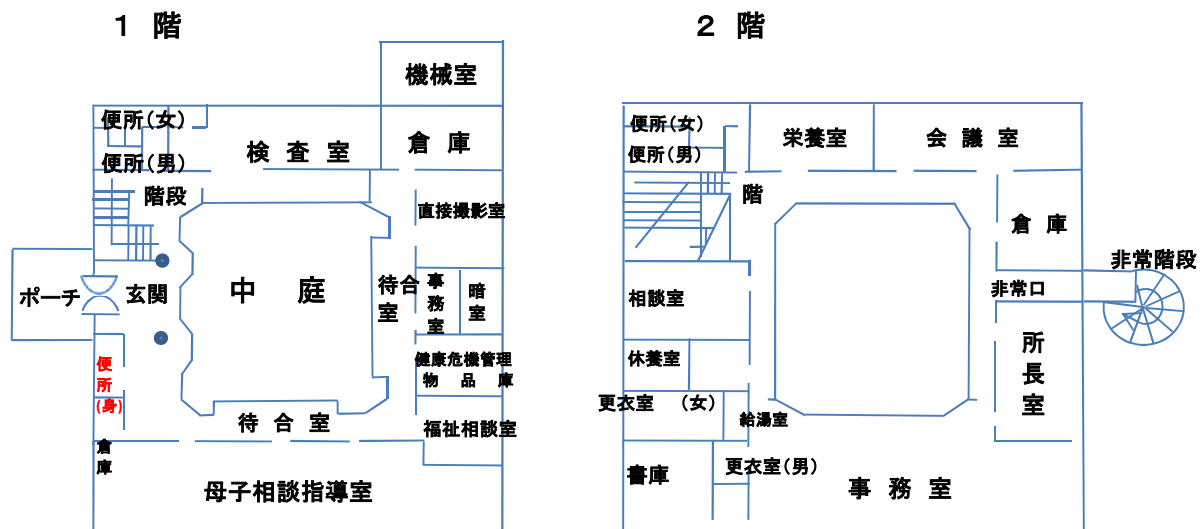 １ 階
機械室
便所（女）
便所（男）
検 査 室
倉 庫
階段
直接撮影室
ポーチ
玄関
中 庭
待合
室
事
務
室
暗
室
便
所
(身)
健康危機管理
物 品 庫
待 合 室
福祉相談室
倉
庫
母子相談指導室
２ 階
便所（女）
便所（男）
栄養室
会 議 室
階
倉 庫
非常階段
相談室
非常口
休養室
所
長
室
更衣室 （女）
給湯室
書庫
更衣室（男）
事 務 室